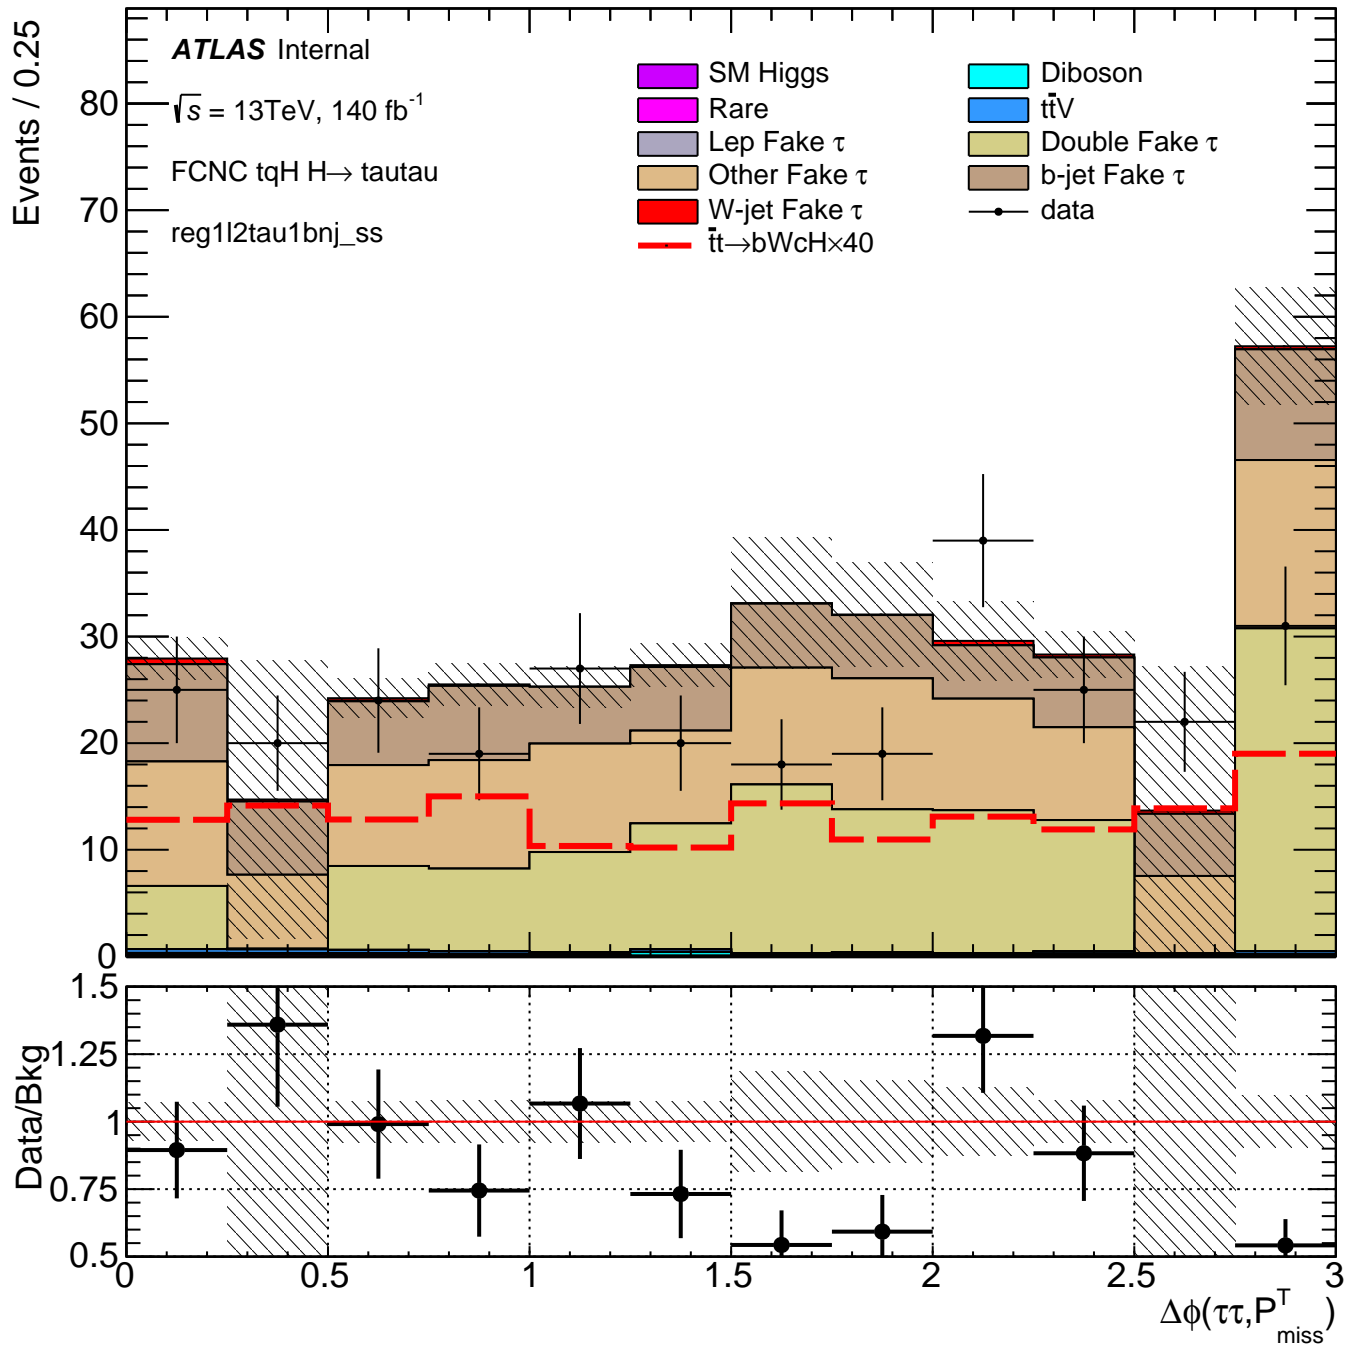 ATLAS Internal
√s = 13TeV, 140 fb⁻¹
FCNC tqH H→ tautau
reg1l2tau1bnj_ss
SM Higgs
Rare
Lep Fake τ
Other Fake τ
W-jet Fake τ
t̄t→bWcH×40
Diboson
tt̄V
Double Fake τ
b-jet Fake τ
data
Events / 0.25
80
70
60
50
40
30
20
10
0
Data/Bkg
1.5
1.25
1
0.75
0.5
0 0.5 1 1.5 2 2.5 3
Δϕ(ττ,P^T_miss)